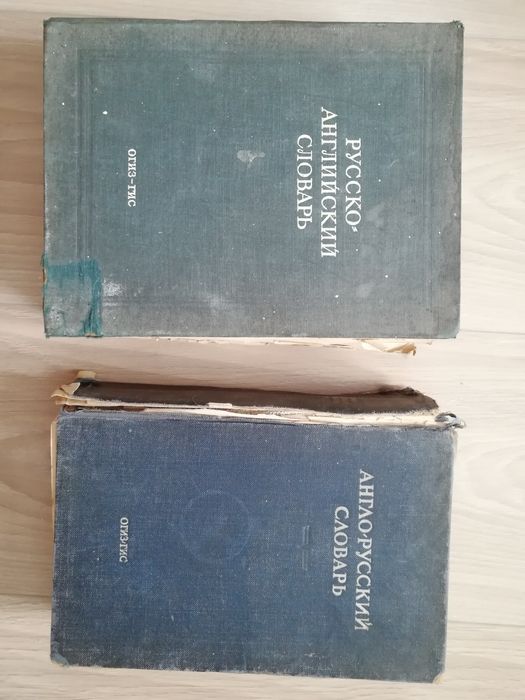 РУССКО-
АНГЛИЙСКИЙ
СЛОВАРЬ
ОГИЗ-ГИС
АНГЛО-РУССКИЙ
СЛОВАРЬ
ОГИЗ-ГИС